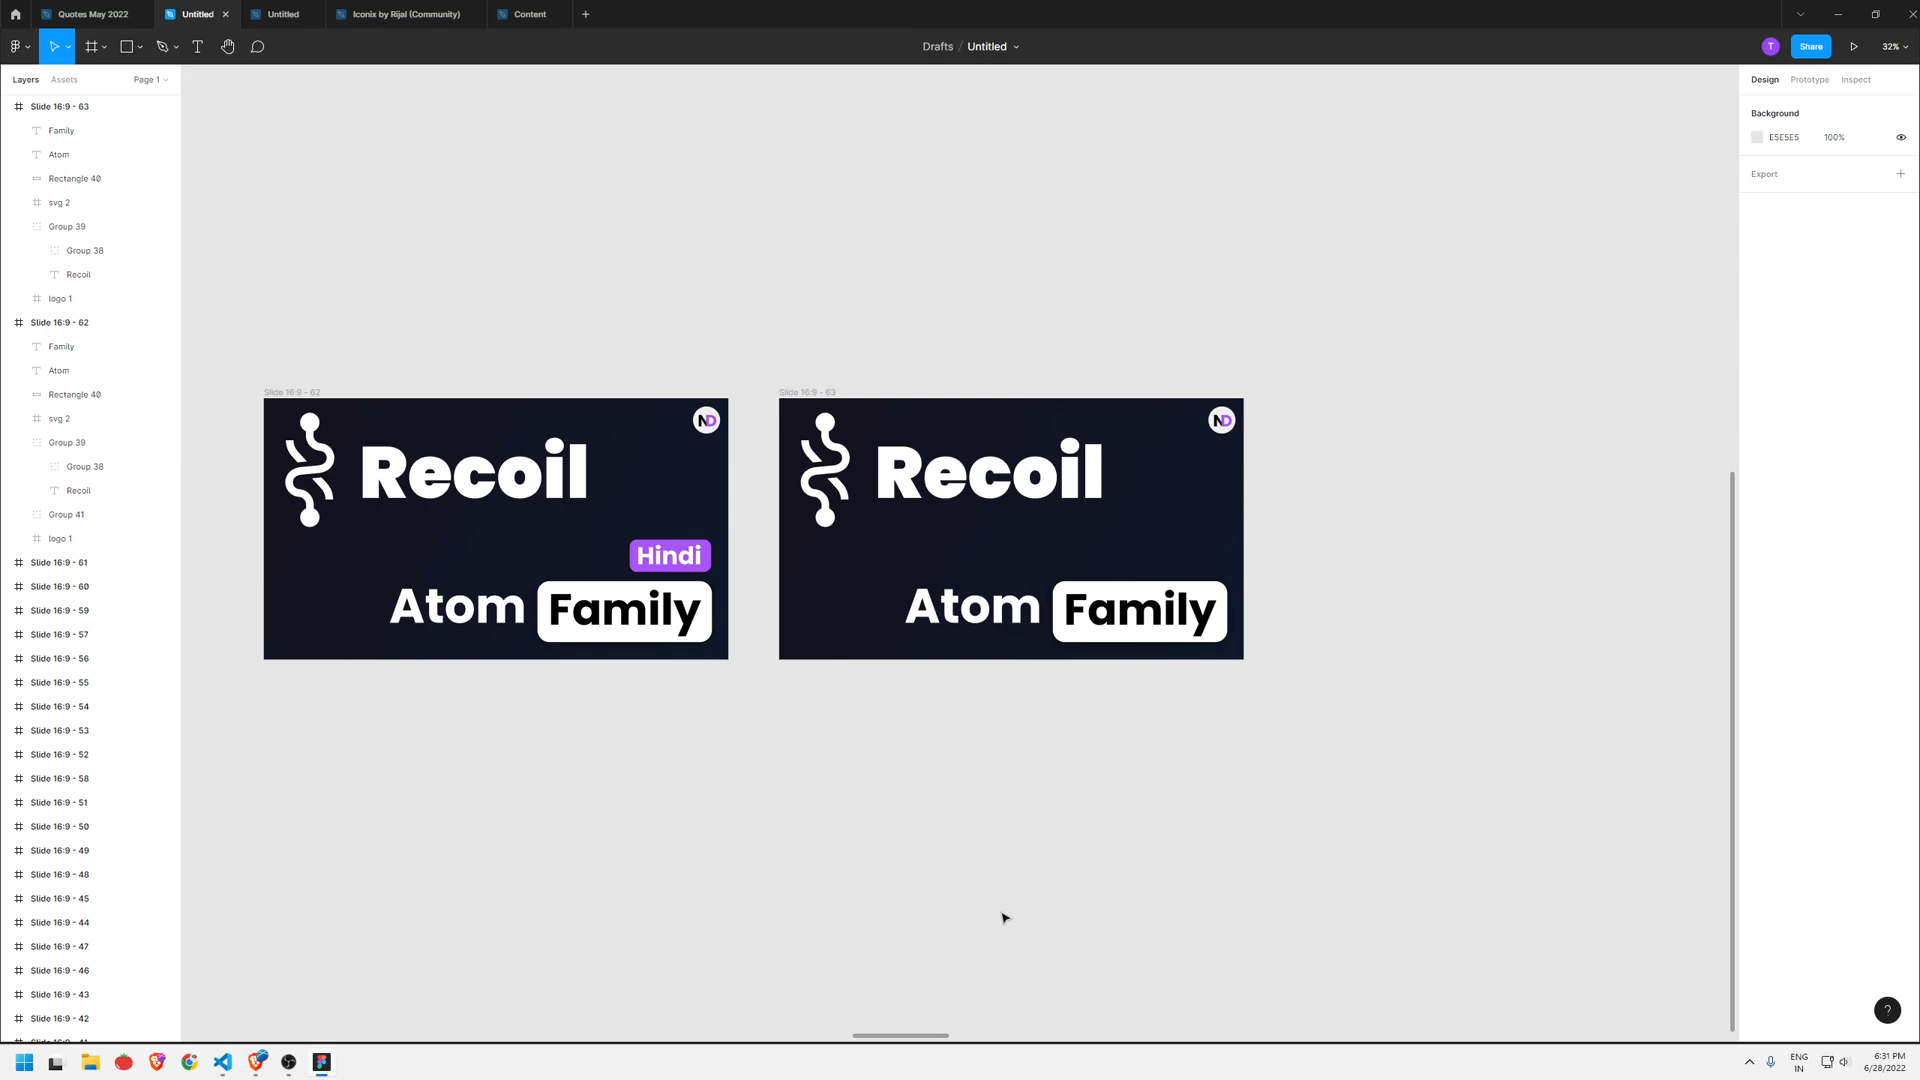 Quotes May 2022
Untitled
Untitled
Iconix by Rijal (Community)
Content
Drafts / Untitled
T
Share
32%
Layers
Assets
Page 1
Slide 16:9 - 63
Family
Atom
Rectangle 40
svg 2
Group 39
Group 38
Recoil
logo 1
Slide 16:9 - 62
Family
Atom
Rectangle 40
svg 2
Group 39
Group 38
Recoil
Group 41
logo 1
Slide 16:9 - 61
Slide 16:9 - 60
Slide 16:9 - 59
Slide 16:9 - 57
Slide 16:9 - 56
Slide 16:9 - 55
Slide 16:9 - 54
Slide 16:9 - 53
Slide 16:9 - 52
Slide 16:9 - 58
Slide 16:9 - 51
Slide 16:9 - 50
Slide 16:9 - 49
Slide 16:9 - 48
Slide 16:9 - 45
Slide 16:9 - 44
Slide 16:9 - 47
Slide 16:9 - 46
Slide 16:9 - 43
Slide 16:9 - 42
Slide 16:9 - 62
ND
Recoil
Hindi
Atom Family
Slide 16:9 - 63
ND
Recoil
Atom Family
Design
Prototype
Inspect
Background
E5E5E5
100%
Export
?
ENG
IN
6:31 PM
6/28/2022